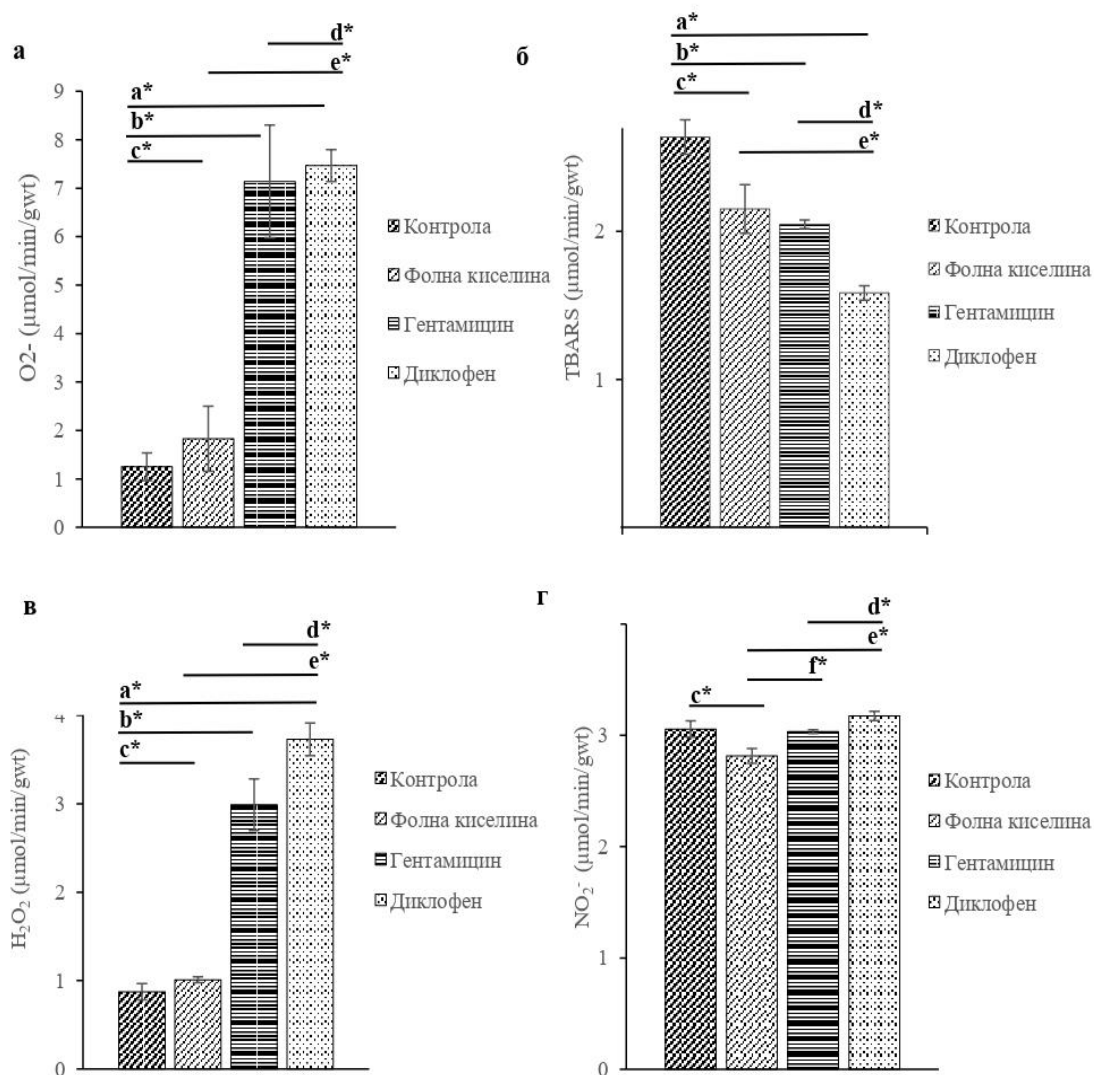 а
d*
e*
a*
b*
c*
9
8
7
6
5
4
3
2
1
0
O2- (µmol/min/gwt)
Контрола
Фолна киселина
Гентамицин
Диклофен
б
a*
b*
c*
d*
e*
2
1
TBARS (µmol/min/gwt)
Контрола
Фолна киселина
Гентамицин
Диклофен
в
d*
e*
a*
b*
c*
4
3
2
1
0
H₂O₂ (µmol/min/gwt)
Контрола
Фолна киселина
Гентамицин
Диклофен
г
d*
e*
f*
c*
3
2
1
0
NO₂⁻ (µmol/min/gwt)
Контрола
Фолна киселина
Гентамицин
Диклофен